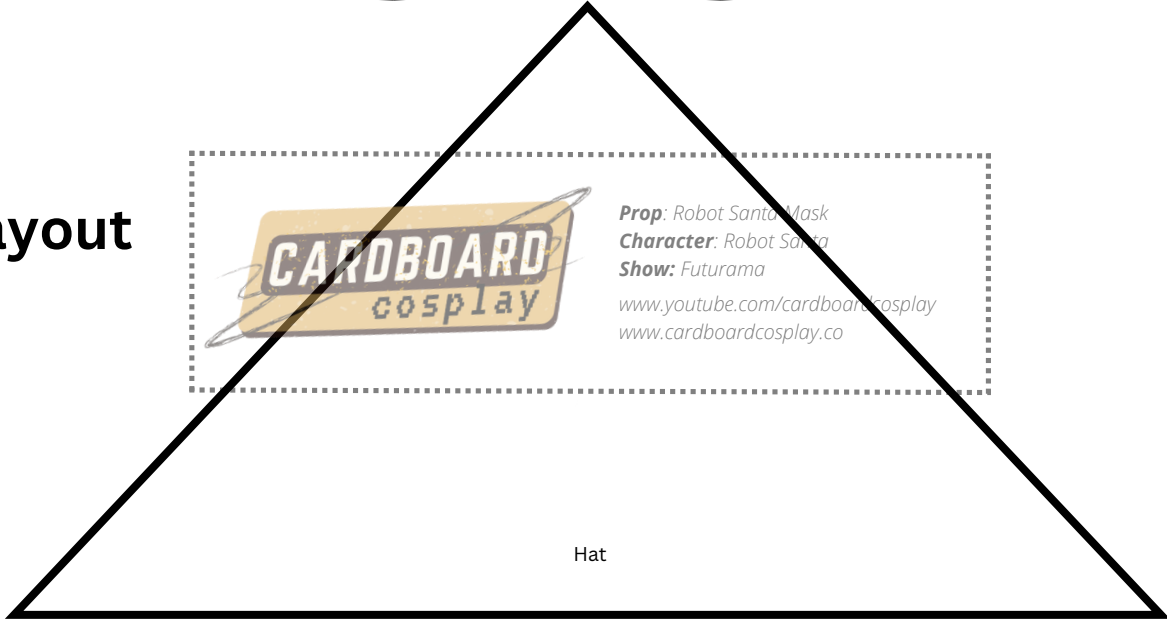 ayout
CARDBOARD
cosplay
Prop: Robot Santa Mask
Character: Robot Santa
Show: Futurama
www.youtube.com/cardboardcosplay
www.cardboardcosplay.co
Hat